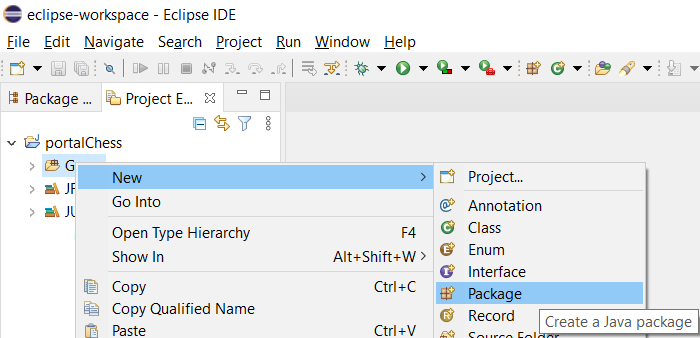 eclipse-workspace - Eclipse IDE
File Edit Navigate Search Project Run Window Help
Package ... Project E...
portalChess
G
JF
JU
New
Go Into
Open Type Hierarchy F4
Show In Alt+Shift+W
Copy Ctrl+C
Copy Qualified Name
Paste Ctrl+V
Project...
Annotation
Class
Enum
Interface
Package
Record
Source Folder
Create a Java package